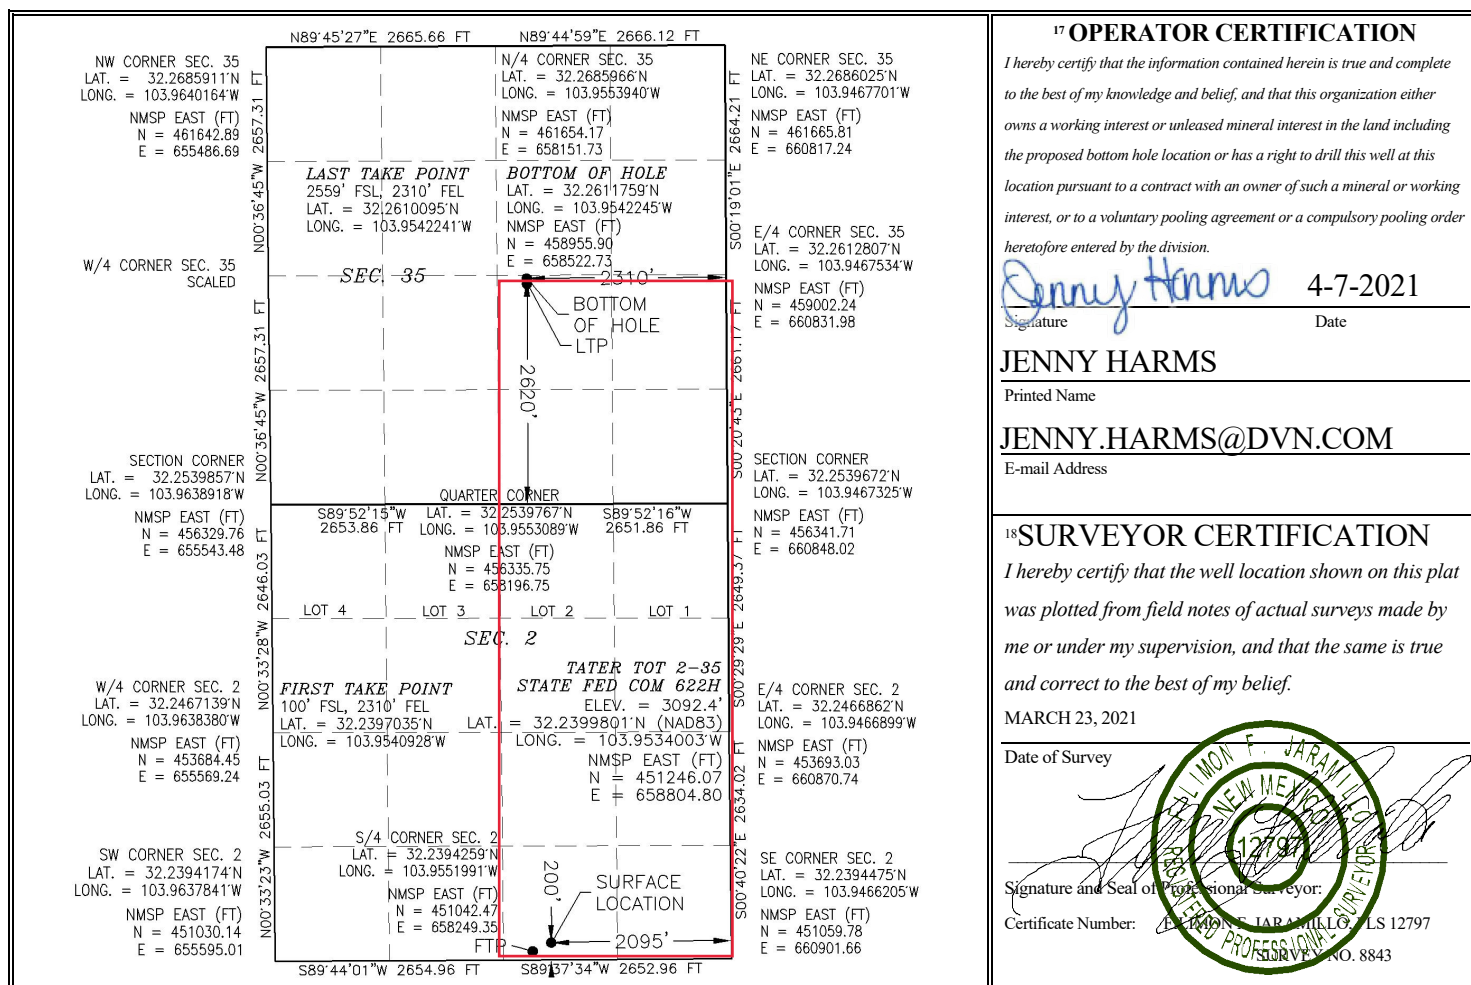 N89°45'27"E 2665.66 FT
N89°44'59"E 2666.12 FT
NW CORNER SEC. 35
LAT. = 32.2685911°N
LONG. = 103.9640164°W
NMSP EAST (FT)
N = 461642.89
E = 655486.69
N/4 CORNER SEC. 35
LAT. = 32.2685966°N
LONG. = 103.9553940°W
NMSP EAST (FT)
N = 461654.17
E = 658151.73
NE CORNER SEC. 35
LAT. = 32.2686025°N
LONG. = 103.9467701°W
NMSP EAST (FT)
N = 461665.81
E = 660817.24
N00°36'45"W 2657.31 FT
S00°19'01"E 2664.21 FT
LAST TAKE POINT
2559' FSL, 2310' FEL
LAT. = 32.2610095°N
LONG. = 103.9542241°W
BOTTOM OF HOLE
LAT. = 32.2611759°N
LONG. = 103.9542245°W
NMSP EAST (FT)
N = 458955.90
E = 658522.73
W/4 CORNER SEC. 35
SCALED
SEC. 35
2310'
E/4 CORNER SEC. 35
LAT. = 32.2612807°N
LONG. = 103.9467534°W
NMSP EAST (FT)
N = 459002.24
E = 660831.98
BOTTOM
OF HOLE
LTP
2620'
N00°36'45"W 2657.31 FT
S00°20'43"E 2661.17 FT
SECTION CORNER
LAT. = 32.2539857°N
LONG. = 103.9638918°W
NMSP EAST (FT)
N = 456329.76
E = 655543.48
QUARTER CORNER
LAT. = 32.2539767°N
LONG. = 103.9553089°W
NMSP EAST (FT)
N = 456335.75
E = 658196.75
S89°52'15"W
2653.86 FT
S89°52'16"W
2651.86 FT
SECTION CORNER
LAT. = 32.2539672°N
LONG. = 103.9467325°W
NMSP EAST (FT)
N = 456341.71
E = 660848.02
N00°33'28"W 2646.03 FT
S00°29'29"E 2649.37 FT
LOT 4
LOT 3
LOT 2
LOT 1
SEC. 2
TATER TOT 2-35
STATE FED COM 622H
ELEV. = 3092.4'
LAT. = 32.2399801°N (NAD83)
LONG. = 103.9534003°W
NMSP EAST (FT)
N = 451246.07
E = 658804.80
W/4 CORNER SEC. 2
LAT. = 32.2467139°N
LONG. = 103.9638380°W
NMSP EAST (FT)
N = 453684.45
E = 655569.24
FIRST TAKE POINT
100' FSL, 2310' FEL
LAT. = 32.2397035°N
LONG. = 103.9540928°W
E/4 CORNER SEC. 2
LAT. = 32.2466862°N
LONG. = 103.9466899°W
NMSP EAST (FT)
N = 453693.03
E = 660870.74
N00°33'23"W 2655.03 FT
S00°40'22"E 2634.02 FT
SW CORNER SEC. 2
LAT. = 32.2394174°N
LONG. = 103.9637841°W
NMSP EAST (FT)
N = 451030.14
E = 655595.01
S/4 CORNER SEC. 2
LAT. = 32.2394259°N
LONG. = 103.9551991°W
NMSP EAST (FT)
N = 451042.47
E = 658249.35
200'
SURFACE
LOCATION
FTP
2095'
SE CORNER SEC. 2
LAT. = 32.2394475°N
LONG. = 103.9466205°W
NMSP EAST (FT)
N = 451059.78
E = 660901.66
S89°44'01"W 2654.96 FT
S89°37'34"W 2652.96 FT
17 OPERATOR CERTIFICATION
I hereby certify that the information contained herein is true and complete
to the best of my knowledge and belief, and that this organization either
owns a working interest or unleased mineral interest in the land including
the proposed bottom hole location or has a right to drill this well at this
location pursuant to a contract with an owner of such a mineral or working
interest, or to a voluntary pooling agreement or a compulsory pooling order
heretofore entered by the division.
Jenny Harms 4-7-2021
Signature Date
JENNY HARMS
Printed Name
JENNY.HARMS@DVN.COM
E-mail Address
18SURVEYOR CERTIFICATION
I hereby certify that the well location shown on this plat
was plotted from field notes of actual surveys made by
me or under my supervision, and that the same is true
and correct to the best of my belief.
MARCH 23, 2021
Date of Survey
FILIMON F. JARAMILLO
NEW MEXICO
12797
REGISTERED PROFESSIONAL SURVEYOR
Signature and Seal of Professional Surveyor:
Certificate Number: FILIMON F. JARAMILLO, PLS 12797
SURVEY NO. 8843